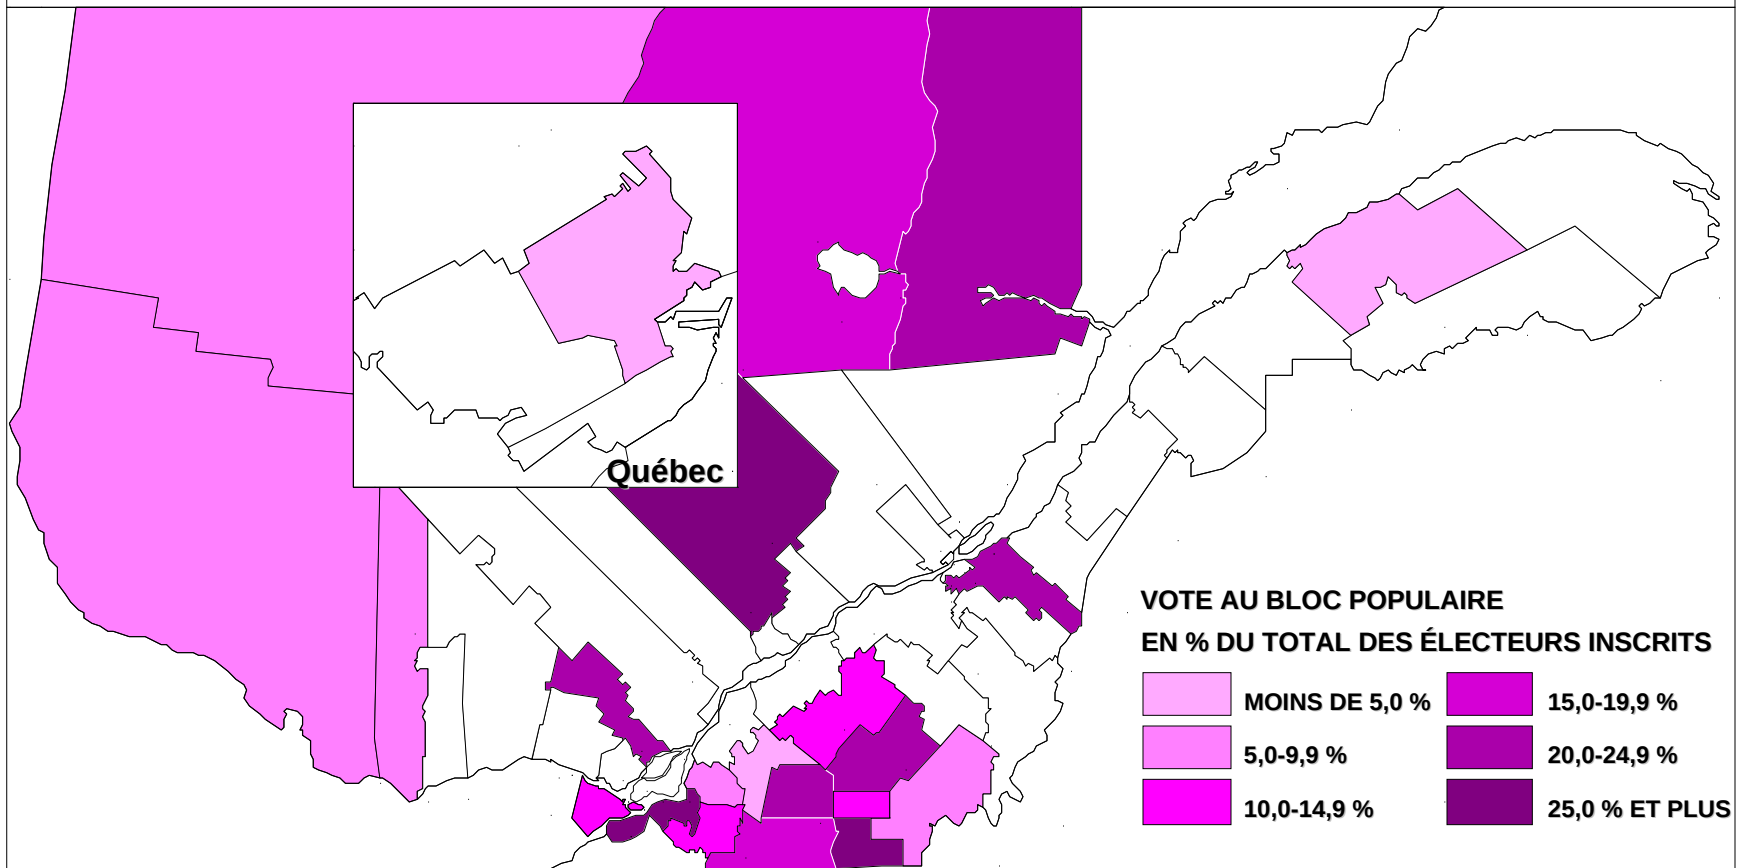 Québec
VOTE AU BLOC POPULAIRE
EN % DU TOTAL DES ÉLECTEURS INSCRITS
MOINS DE 5,0 %
15,0-19,9 %
5,0-9,9 %
20,0-24,9 %
10,0-14,9 %
25,0 % ET PLUS